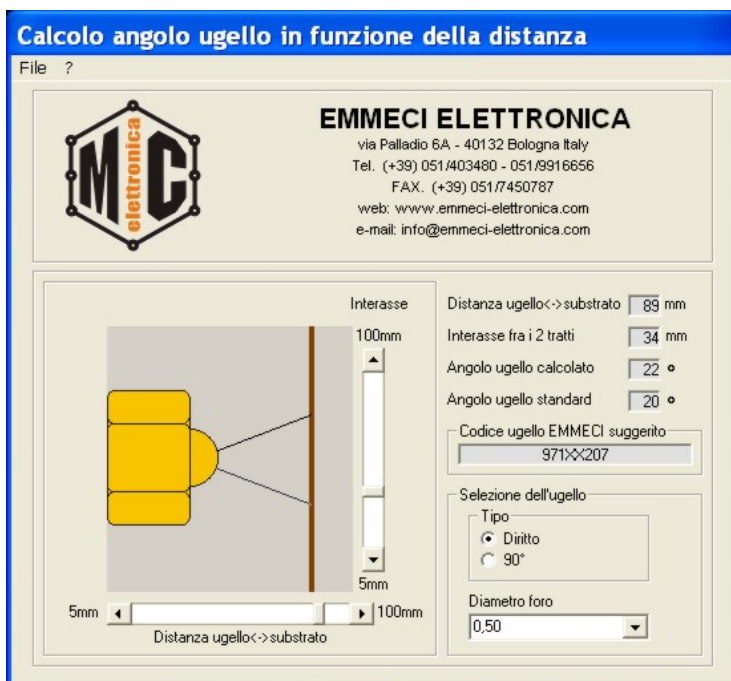 Calcolo angolo ugello in funzione della distanza
File ?
MC
elettronica
EMMECI ELETTRONICA
via Palladio 6A - 40132 Bologna Italy
Tel. (+39) 051/403480 - 051/9916656
FAX. (+39) 051/7450787
web: www.emmeci-elettronica.com
e-mail: info@emmeci-elettronica.com
Interasse
100mm
5mm
5mm 100mm
Distanza ugello<->substrato
Distanza ugello<->substrato 89 mm
Interasse fra i 2 tratti 34 mm
Angolo ugello calcolato 22 °
Angolo ugello standard 20 °
Codice ugello EMMECI suggerito
971XX207
Selezione dell'ugello
Tipo
Diritto
90°
Diametro foro
0,50